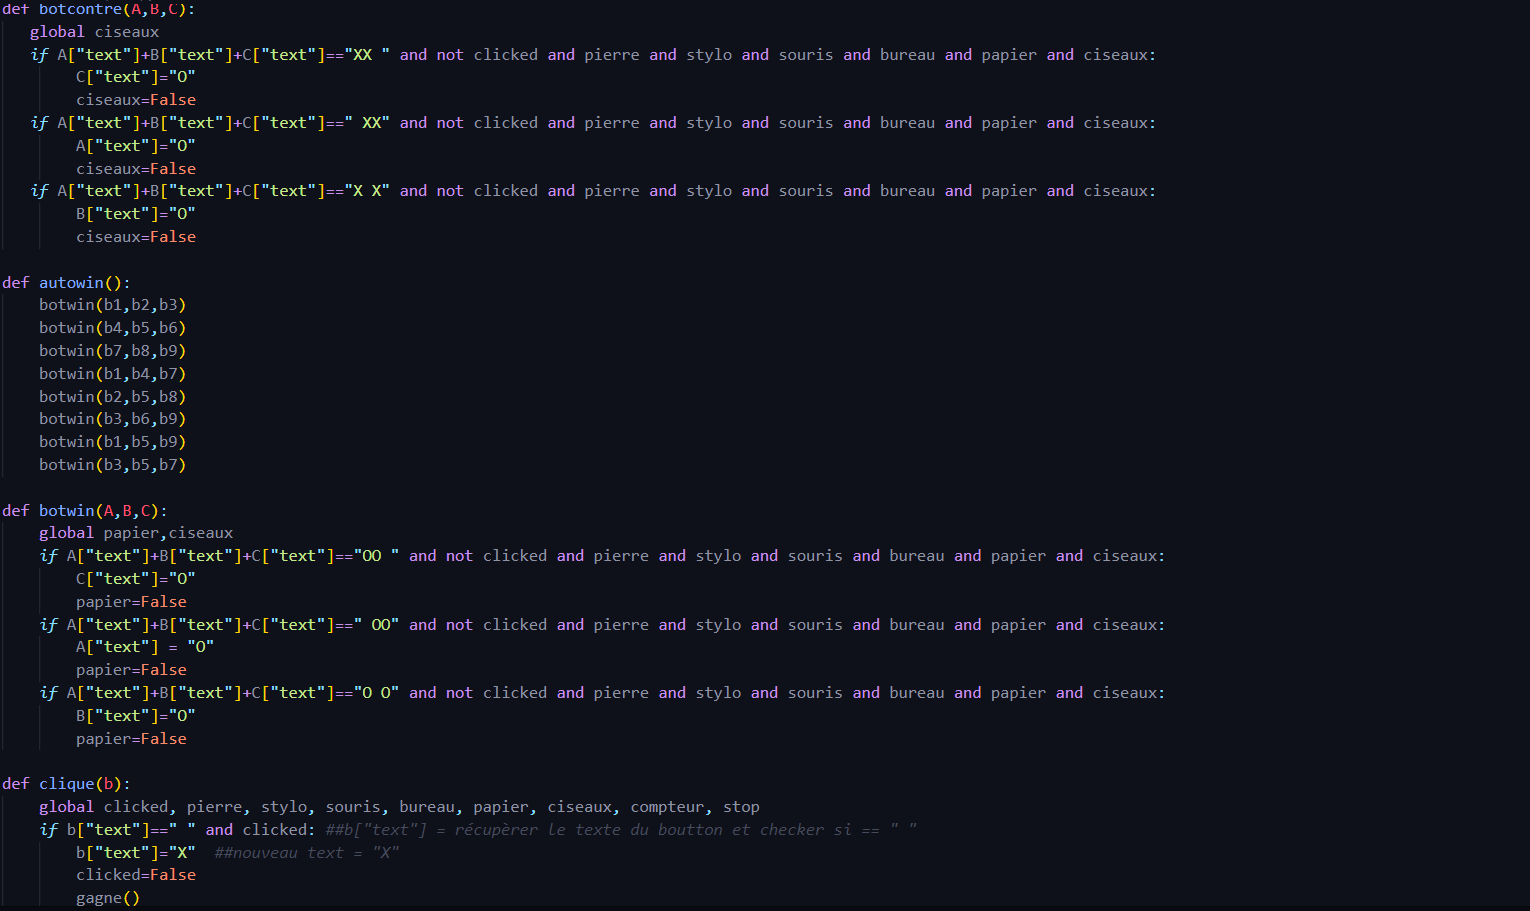 def botcontre(A,B,C):
global ciseaux
if A["text"]+B["text"]+C["text"]=="XX " and not clicked and pierre and stylo and souris and bureau and papier and ciseaux:
C["text"]="O"
ciseaux=False
if A["text"]+B["text"]+C["text"]==" XX" and not clicked and pierre and stylo and souris and bureau and papier and ciseaux:
A["text"]="O"
ciseaux=False
if A["text"]+B["text"]+C["text"]=="X X" and not clicked and pierre and stylo and souris and bureau and papier and ciseaux:
B["text"]="O"
ciseaux=False
def autowin():
botwin(b1,b2,b3)
botwin(b4,b5,b6)
botwin(b7,b8,b9)
botwin(b1,b4,b7)
botwin(b2,b5,b8)
botwin(b3,b6,b9)
botwin(b1,b5,b9)
botwin(b3,b5,b7)
def botwin(A,B,C):
global papier,ciseaux
if A["text"]+B["text"]+C["text"]=="OO " and not clicked and pierre and stylo and souris and bureau and papier and ciseaux:
C["text"]="O"
papier=False
if A["text"]+B["text"]+C["text"]==" OO" and not clicked and pierre and stylo and souris and bureau and papier and ciseaux:
A["text"] = "O"
papier=False
if A["text"]+B["text"]+C["text"]=="O O" and not clicked and pierre and stylo and souris and bureau and papier and ciseaux:
B["text"]="O"
papier=False
def clique(b):
global clicked, pierre, stylo, souris, bureau, papier, ciseaux, compteur, stop
if b["text"]==" " and clicked: ##b["text"] = récupèrer le texte du boutton et checker si == " "
b["text"]="X"  ##nouveau text = "X"
clicked=False
gagne()